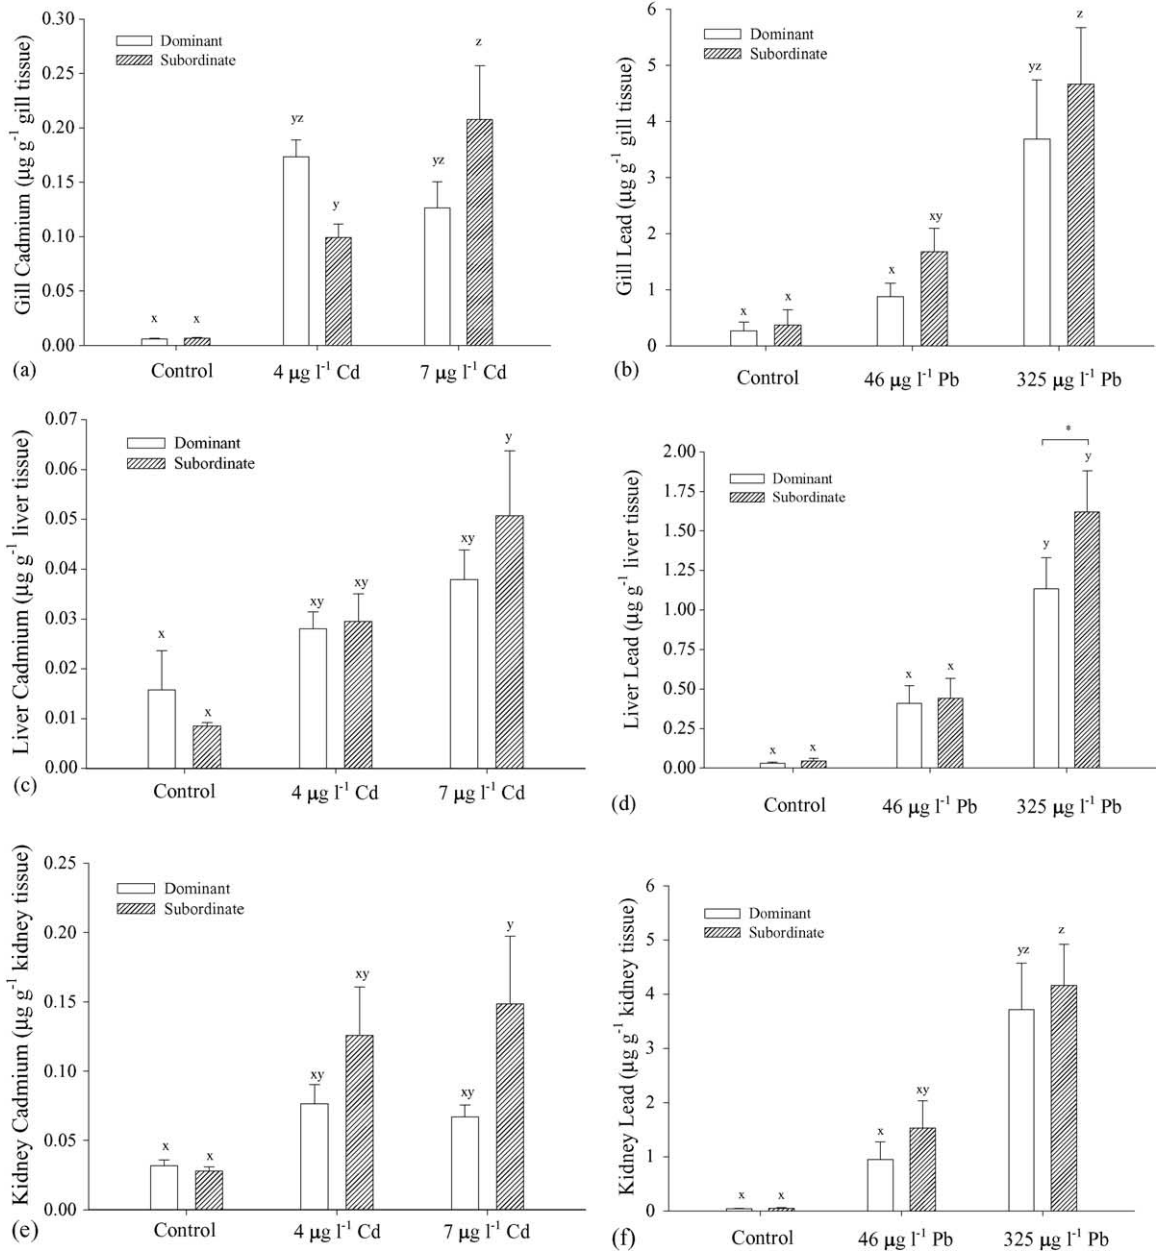 Gill Cadmium (µg g⁻¹ gill tissue)
0.30
0.25
0.20
0.15
0.10
0.05
0.00
Dominant
Subordinate
x
x
yz
y
yz
z
Control
4 µg l⁻¹ Cd
7 µg l⁻¹ Cd
(a)
Gill Lead (µg g⁻¹ gill tissue)
6
5
4
3
2
1
0
Dominant
Subordinate
x
x
x
xy
yz
z
Control
46 µg l⁻¹ Pb
325 µg l⁻¹ Pb
(b)
Liver Cadmium (µg g⁻¹ liver tissue)
0.07
0.06
0.05
0.04
0.03
0.02
0.01
0.00
Dominant
Subordinate
x
x
xy
xy
xy
y
Control
4 µg l⁻¹ Cd
7 µg l⁻¹ Cd
(c)
Liver Lead (µg g⁻¹ liver tissue)
2.00
1.75
1.50
1.25
1.00
0.75
0.50
0.25
0.00
Dominant
Subordinate
x
x
x
x
y
y
*
Control
46 µg l⁻¹ Pb
325 µg l⁻¹ Pb
(d)
Kidney Cadmium (µg g⁻¹ kidney tissue)
0.25
0.20
0.15
0.10
0.05
0.00
Dominant
Subordinate
x
x
xy
xy
xy
y
Control
4 µg l⁻¹ Cd
7 µg l⁻¹ Cd
(e)
Kidney Lead (µg g⁻¹ kidney tissue)
6
5
4
3
2
1
0
Dominant
Subordinate
x
x
x
xy
yz
z
Control
46 µg l⁻¹ Pb
325 µg l⁻¹ Pb
(f)